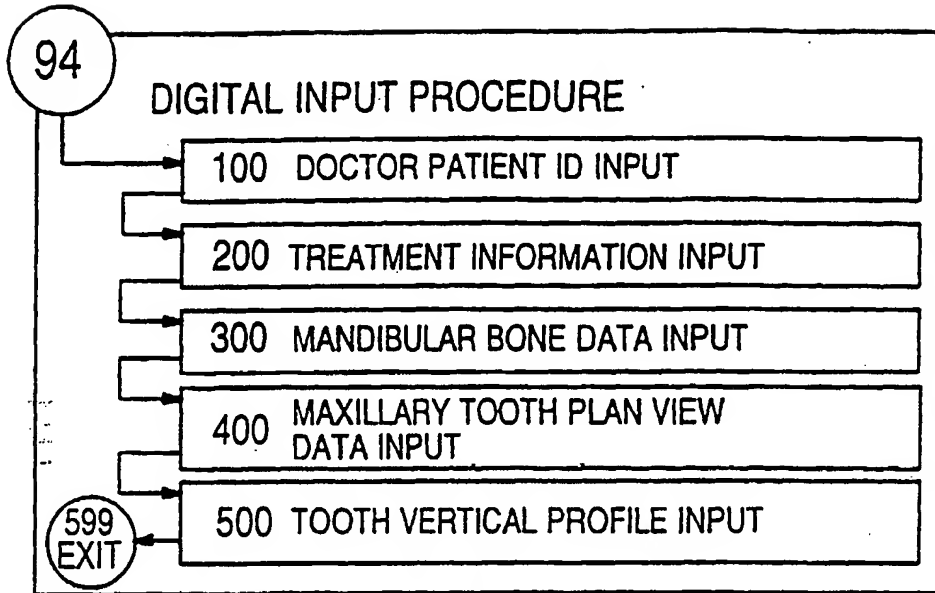 94
DIGITAL INPUT PROCEDURE
100 DOCTOR PATIENT ID INPUT
200 TREATMENT INFORMATION INPUT
300 MANDIBULAR BONE DATA INPUT
400 MAXILLARY TOOTH PLAN VIEW
DATA INPUT
500 TOOTH VERTICAL PROFILE INPUT
599
EXIT